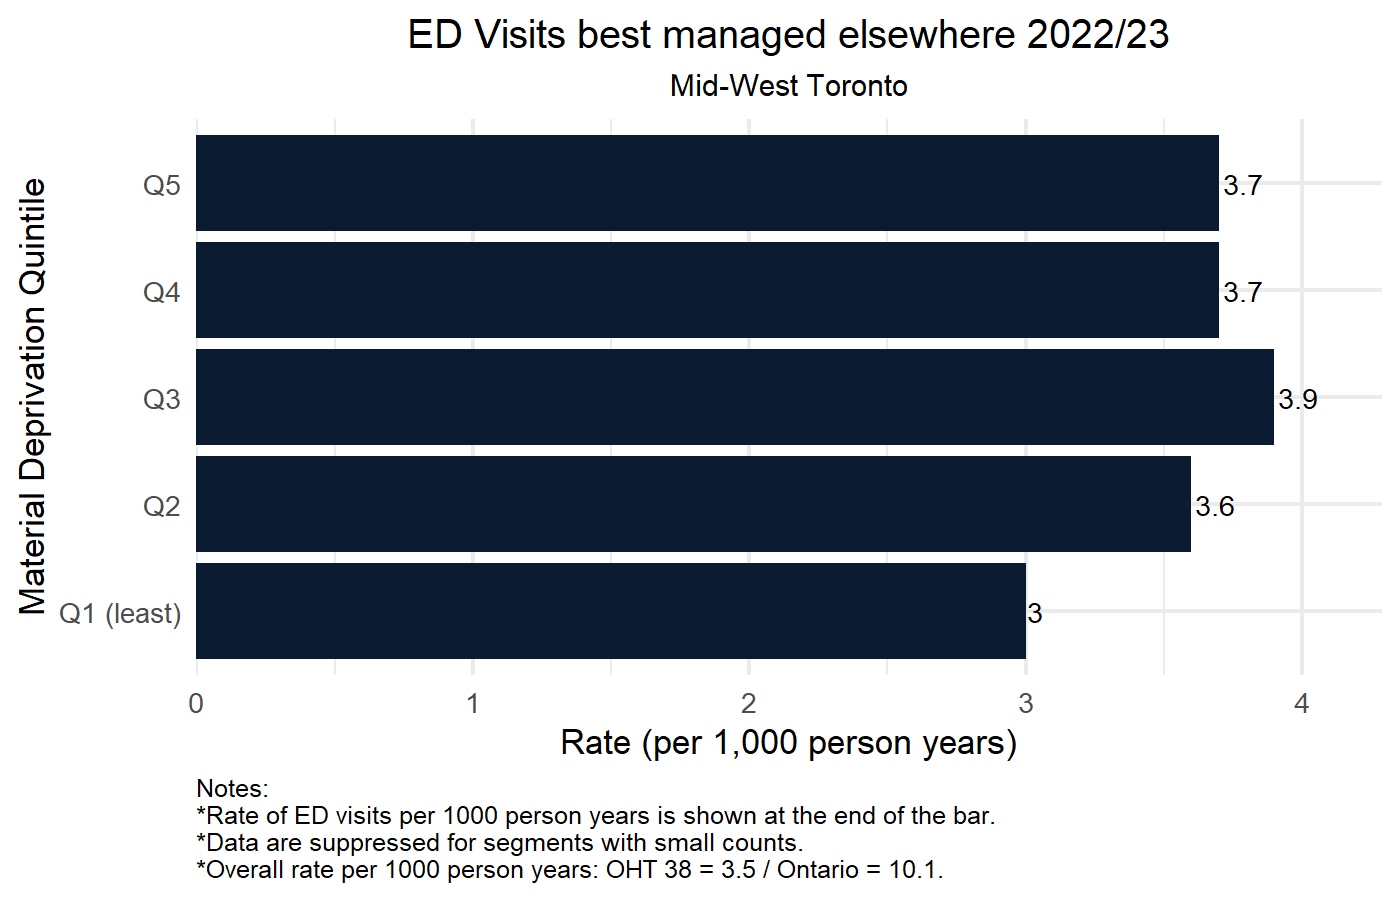 ED Visits best managed elsewhere 2022/23
Mid-West Toronto
Material Deprivation Quintile
Q5
3.7
Q4
3.7
Q3
3.9
Q2
3.6
Q1 (least)
3
0 1 2 3 4
Rate (per 1,000 person years)
Notes:
*Rate of ED visits per 1000 person years is shown at the end of the bar.
*Data are suppressed for segments with small counts.
*Overall rate per 1000 person years: OHT 38 = 3.5 / Ontario = 10.1.